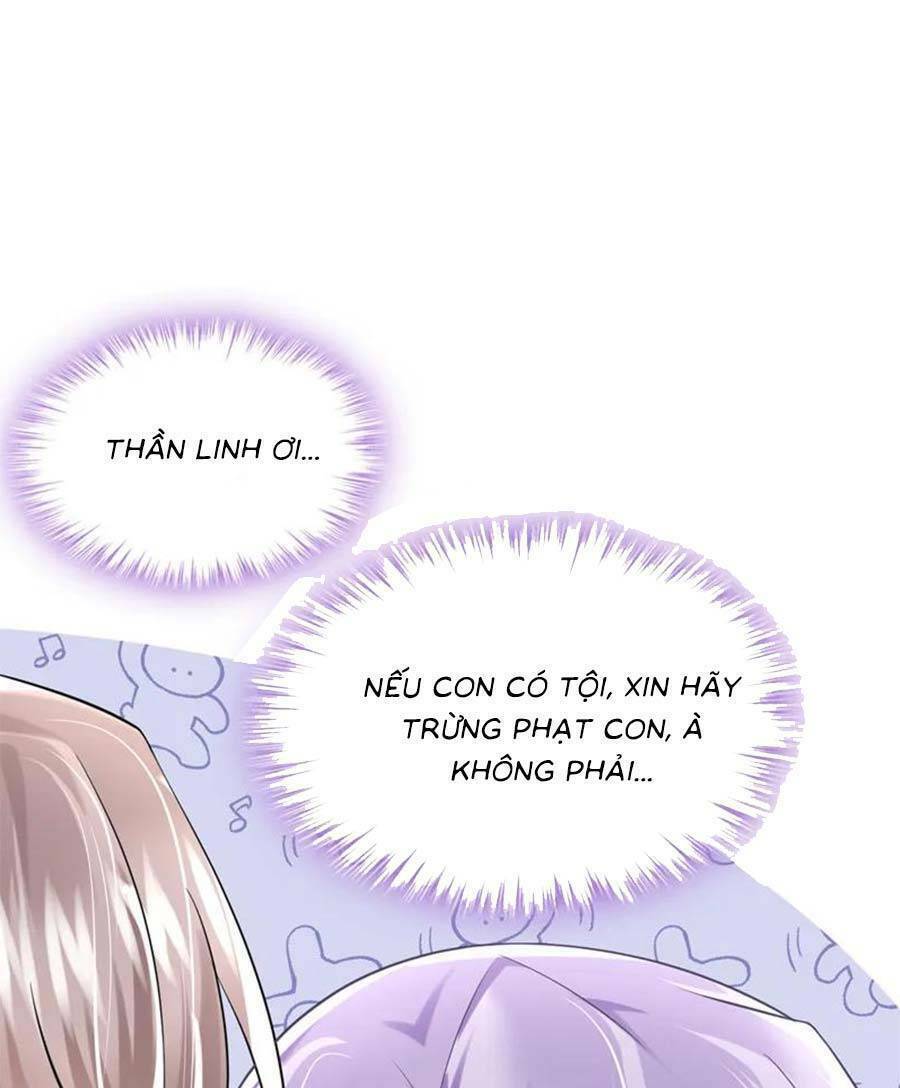 THẦN LINH ƠI...
NẾU CON CÓ TỘI, XIN HÃY
TRỪNG PHẠT CON, À
KHÔNG PHẢI...